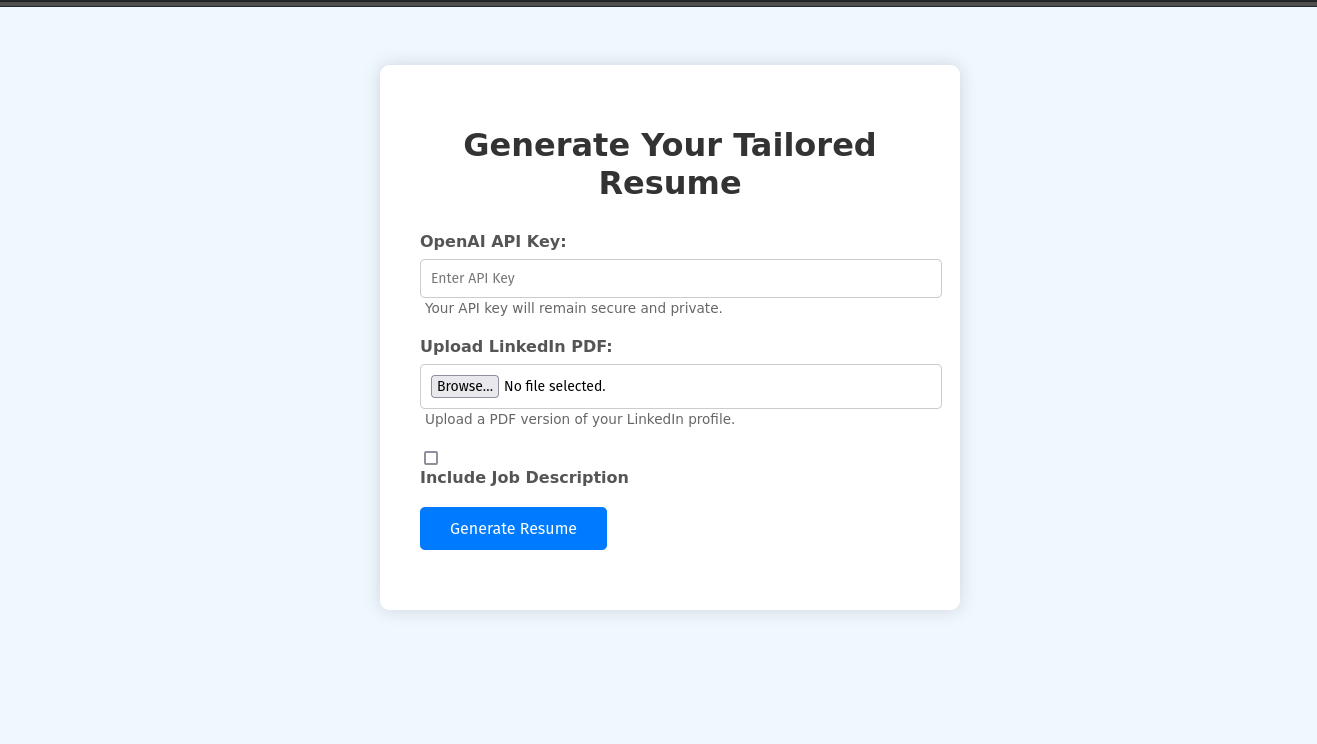 Generate Your Tailored
Resume
OpenAI API Key:
Enter API Key
Your API key will remain secure and private.
Upload LinkedIn PDF:
Browse... No file selected.
Upload a PDF version of your LinkedIn profile.
Include Job Description
Generate Resume